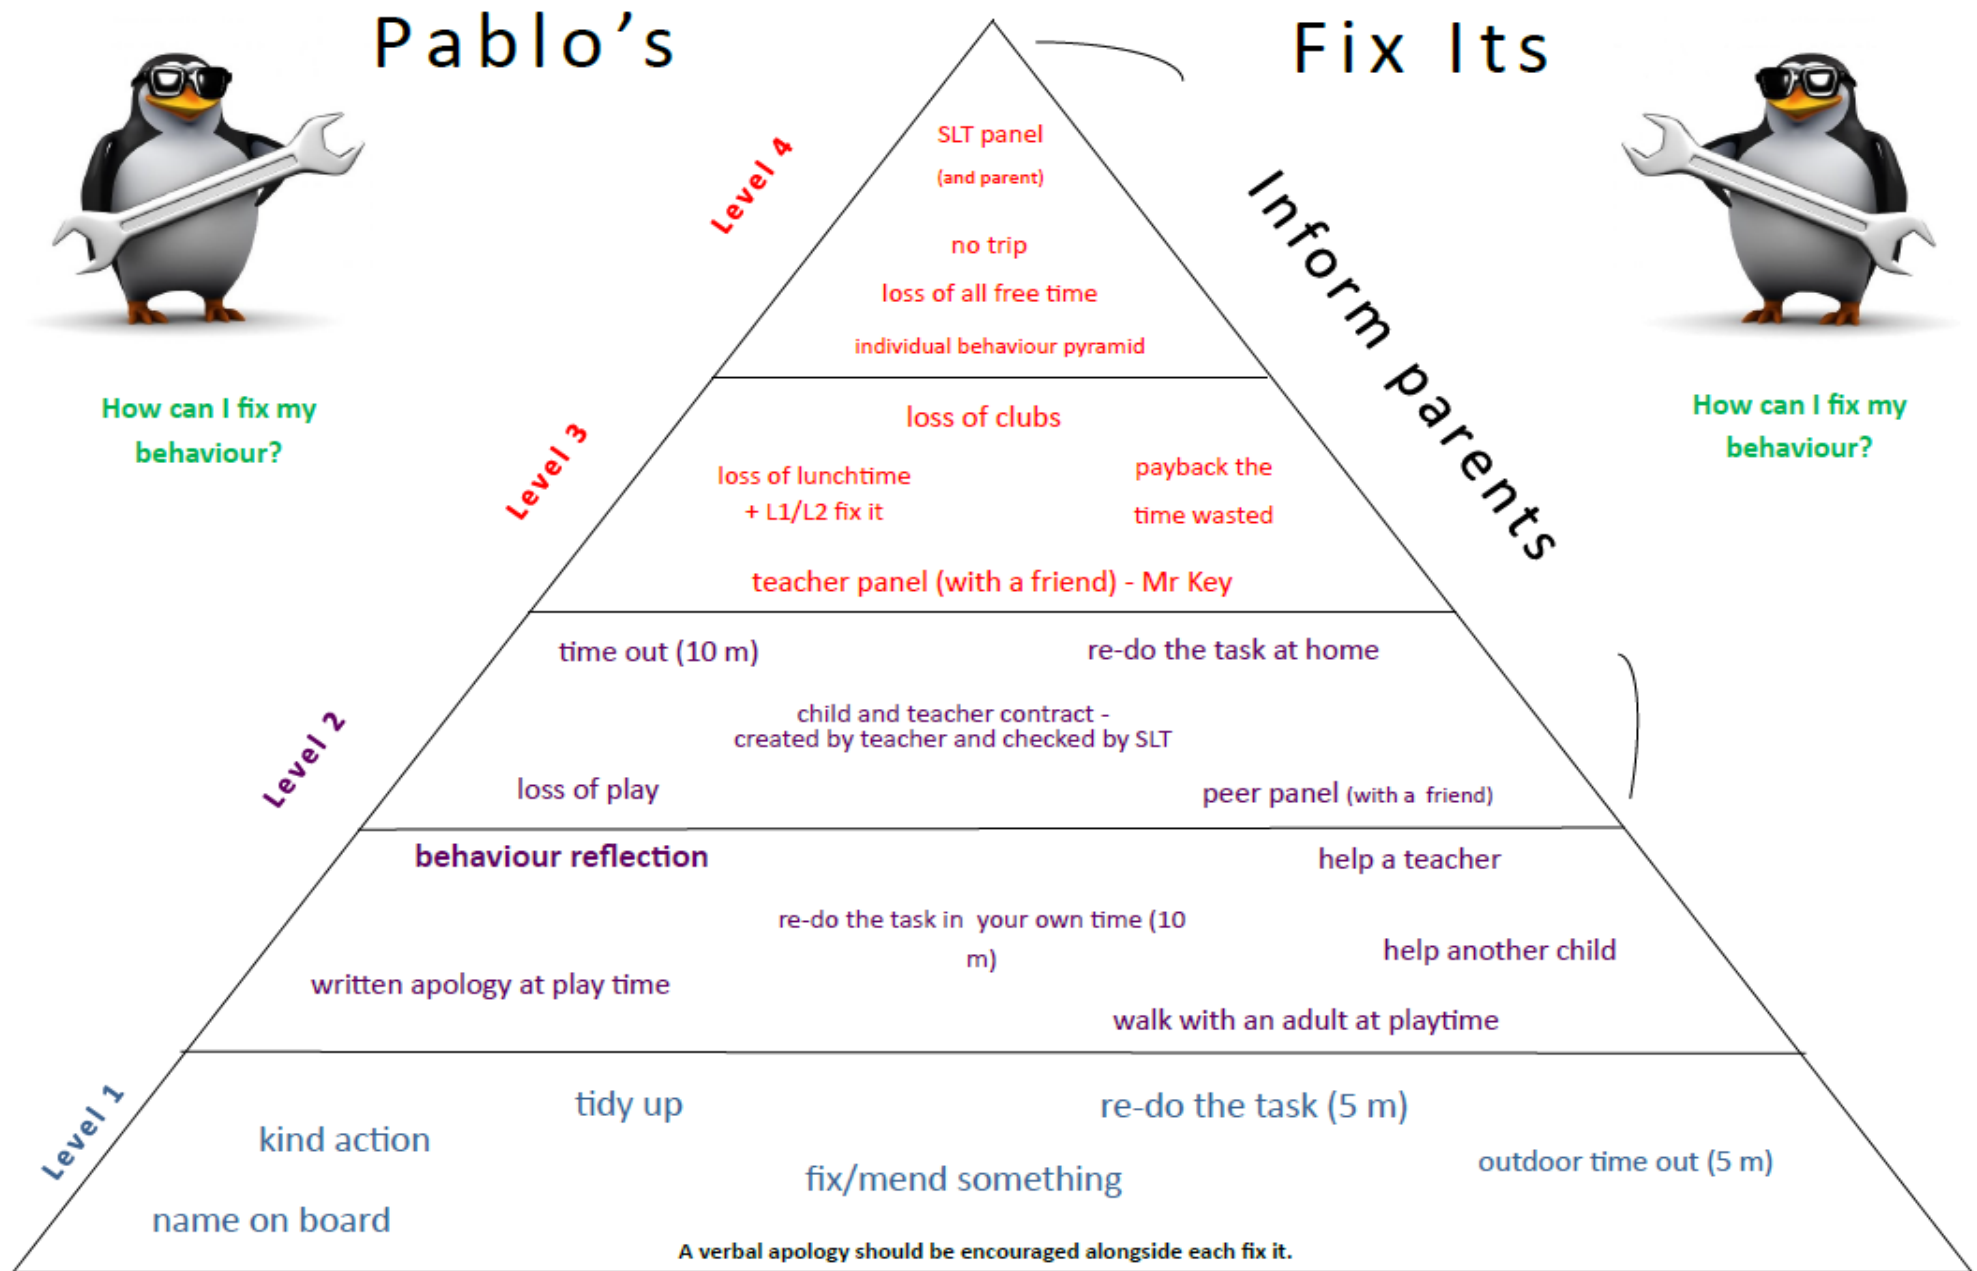 Pablo's Fix Its
Level 4
SLT panel
(and parent)
no trip
loss of all free time
individual behaviour pyramid
Inform parents
How can I fix my
behaviour?
How can I fix my
behaviour?
Level 3
loss of clubs
loss of lunchtime
+ L1/L2 fix it
payback the
time wasted
teacher panel (with a friend) - Mr Key
Level 2
time out (10 m)
re-do the task at home
child and teacher contract -
created by teacher and checked by SLT
loss of play
peer panel (with a friend)
behaviour reflection
help a teacher
re-do the task in your own time (10
m)
help another child
written apology at play time
walk with an adult at playtime
Level 1
tidy up
re-do the task (5 m)
kind action
outdoor time out (5 m)
fix/mend something
name on board
A verbal apology should be encouraged alongside each fix it.